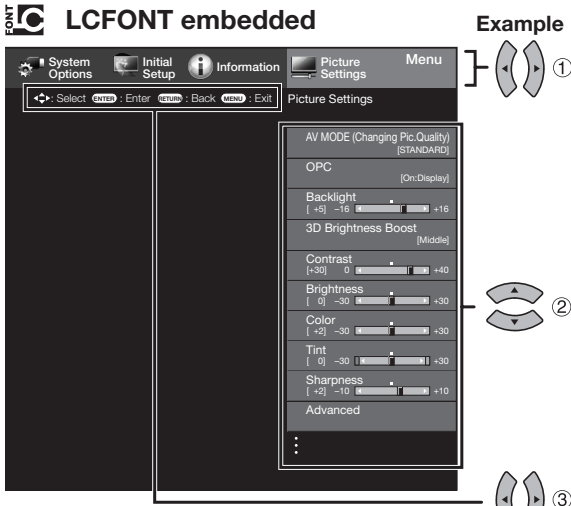 FONT LC LCFONT embedded
Example
System Options
Initial Setup
Information
Picture Settings
Menu
①
: Select ENTER : Enter RETURN : Back MENU : Exit
Picture Settings
AV MODE (Changing Pic.Quality)
[STANDARD]
OPC
[On:Display]
Backlight
[ +5] −16 +16
3D Brightness Boost
[Middle]
Contrast
[+30] 0 +40
Brightness
[ 0] −30 +30
②
Color
[ +2] −30 +30
Tint
[ 0] −30 +30
Sharpness
[ +2] −10 +10
Advanced
③